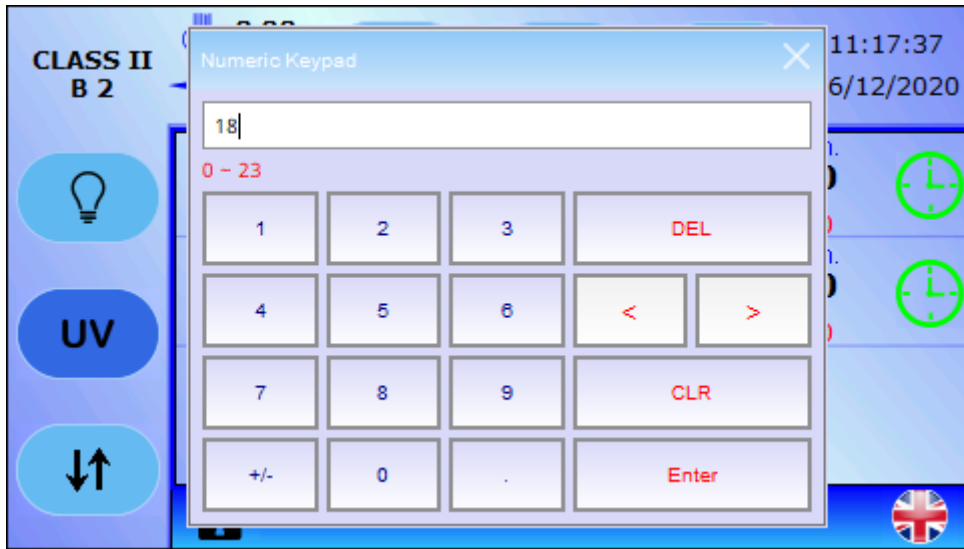 CLASS II
B 2
11:17:37
6/12/2020
Numeric Keypad
18
0 ~ 23
1 2 3 DEL
4 5 6 < >
7 8 9 CLR
+/- 0 . Enter
UV